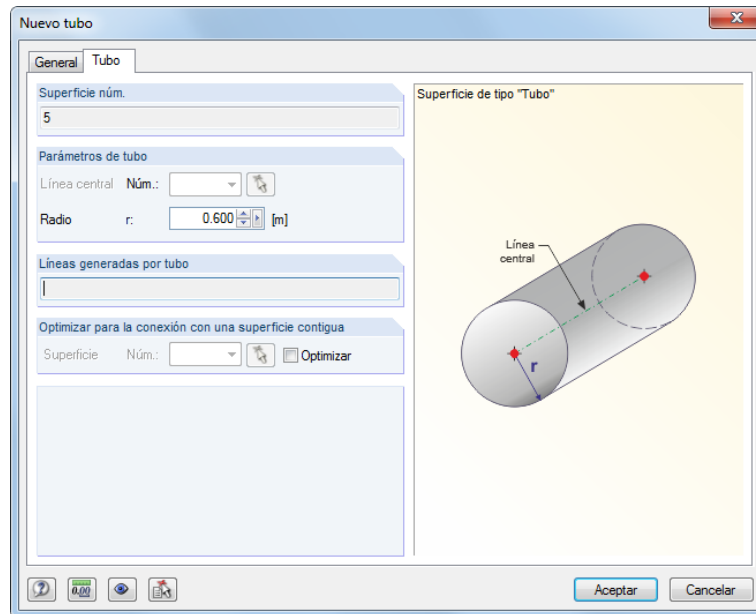 Nuevo tubo
General Tubo
Superficie núm.
5
Parámetros de tubo
Línea central Núm.:
Radio r: 0.600 [m]
Líneas generadas por tubo
Optimizar para la conexión con una superficie contigua
Superficie Núm.: Optimizar
Superficie de tipo "Tubo"
Línea
central
r
0.00
Aceptar Cancelar